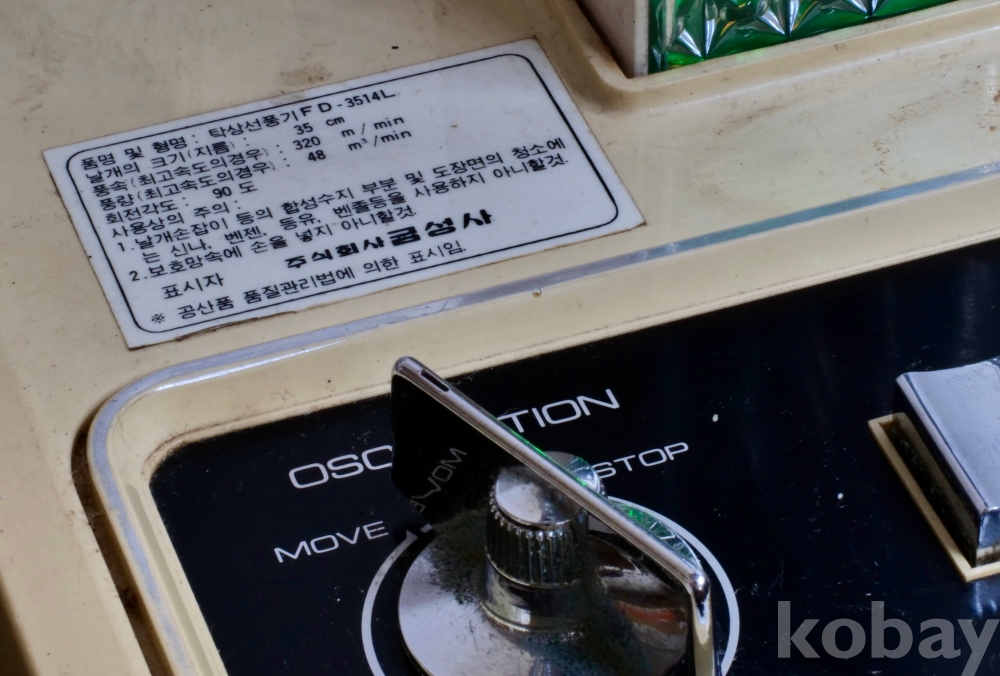 품명 및 형명 : 탁상선풍기 FD-3514L
날개의 크기(지름) : 35 cm
풍속(최고속도의경우) : 320 m / min
풍량(최고속도의경우) : 48 m³/min
회전각도 : 90 도
사용상의 주의 :
1. 날개손잡이 등의 합성수지 부분 및 도장면의 청소에
는 신나, 벤젠, 등유, 벤졸등을 사용하지 아니할것.
2. 보호망속에 손을 넣지 아니할것.
표시자 주식회사 금성사
※ 공산품 품질관리법에 의한 표시임.
MOVE
STOP
kobay